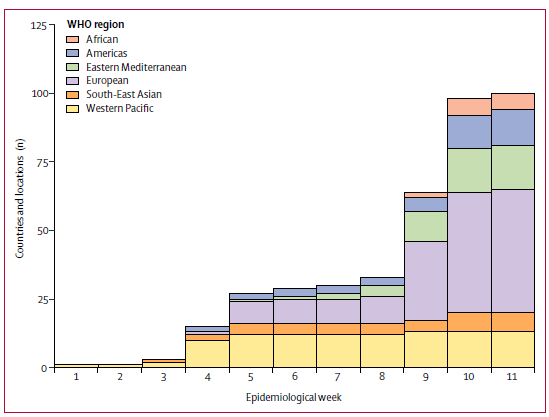 WHO region
African
Americas
Eastern Mediterranean
European
South-East Asian
Western Pacific
125
100
75
50
25
0
Countries and locations (n)
1 2 3 4 5 6 7 8 9 10 11
Epidemiological week